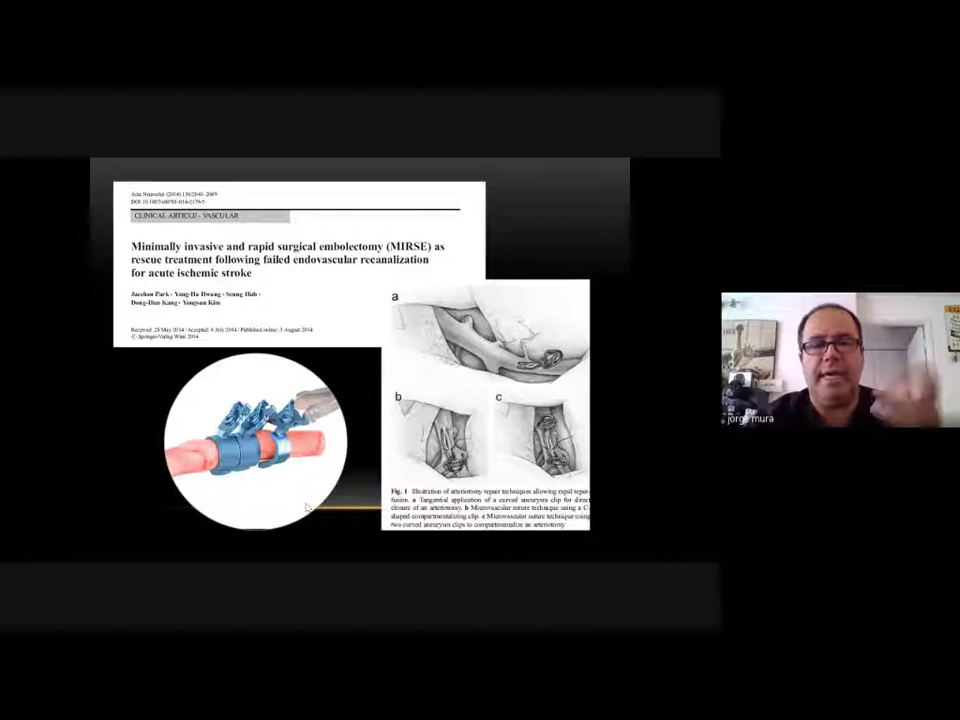 Acta Neurochir (2014) 156:2041–2049
CLINICAL ARTICLE - VASCULAR
Minimally invasive and rapid surgical embolectomy (MIRSE) as
rescue treatment following failed endovascular recanalization
for acute ischemic stroke
Jaechan Park · Yang-Ha Hwang · Seung Huh ·
Dong-Hun Kang · Yongsun Kim
Received: 28 May 2014 / Accepted: 9 July 2014 / Published online: 3 August 2014
© Springer-Verlag Wien 2014
a
b
c
Fig. 1 Illustration of arteriotomy repair techniques allowing rapid reper
fusion. a Tangential application of a curved aneurysm clip for direc
closure of an arteriotomy. b Microvascular suture technique using a C-
shaped compartmentalizing clip. c Microvascular suture technique using
two curved aneurysm clips to compartmentalize an arteriotomy
jorge mura